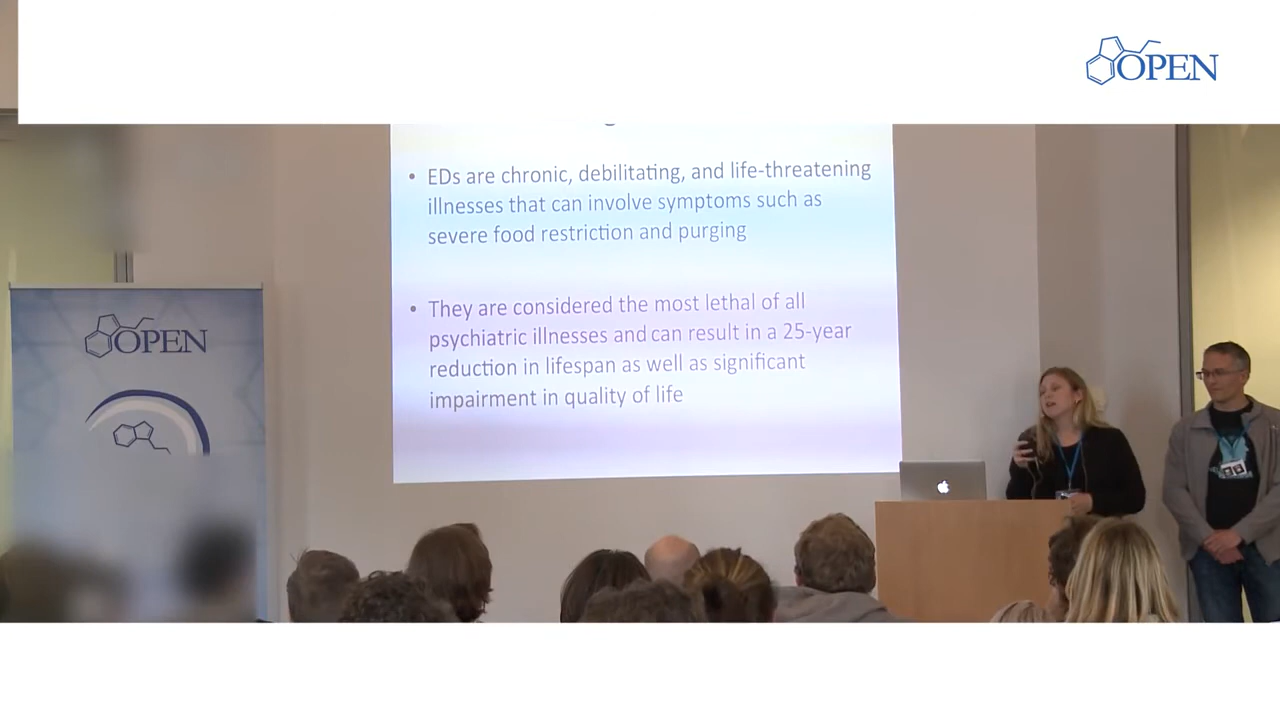 OPEN
• EDs are chronic, debilitating, and life-threatening
illnesses that can involve symptoms such as
severe food restriction and purging
• They are considered the most lethal of all
psychiatric illnesses and can result in a 25-year
reduction in lifespan as well as significant
impairment in quality of life
OPEN